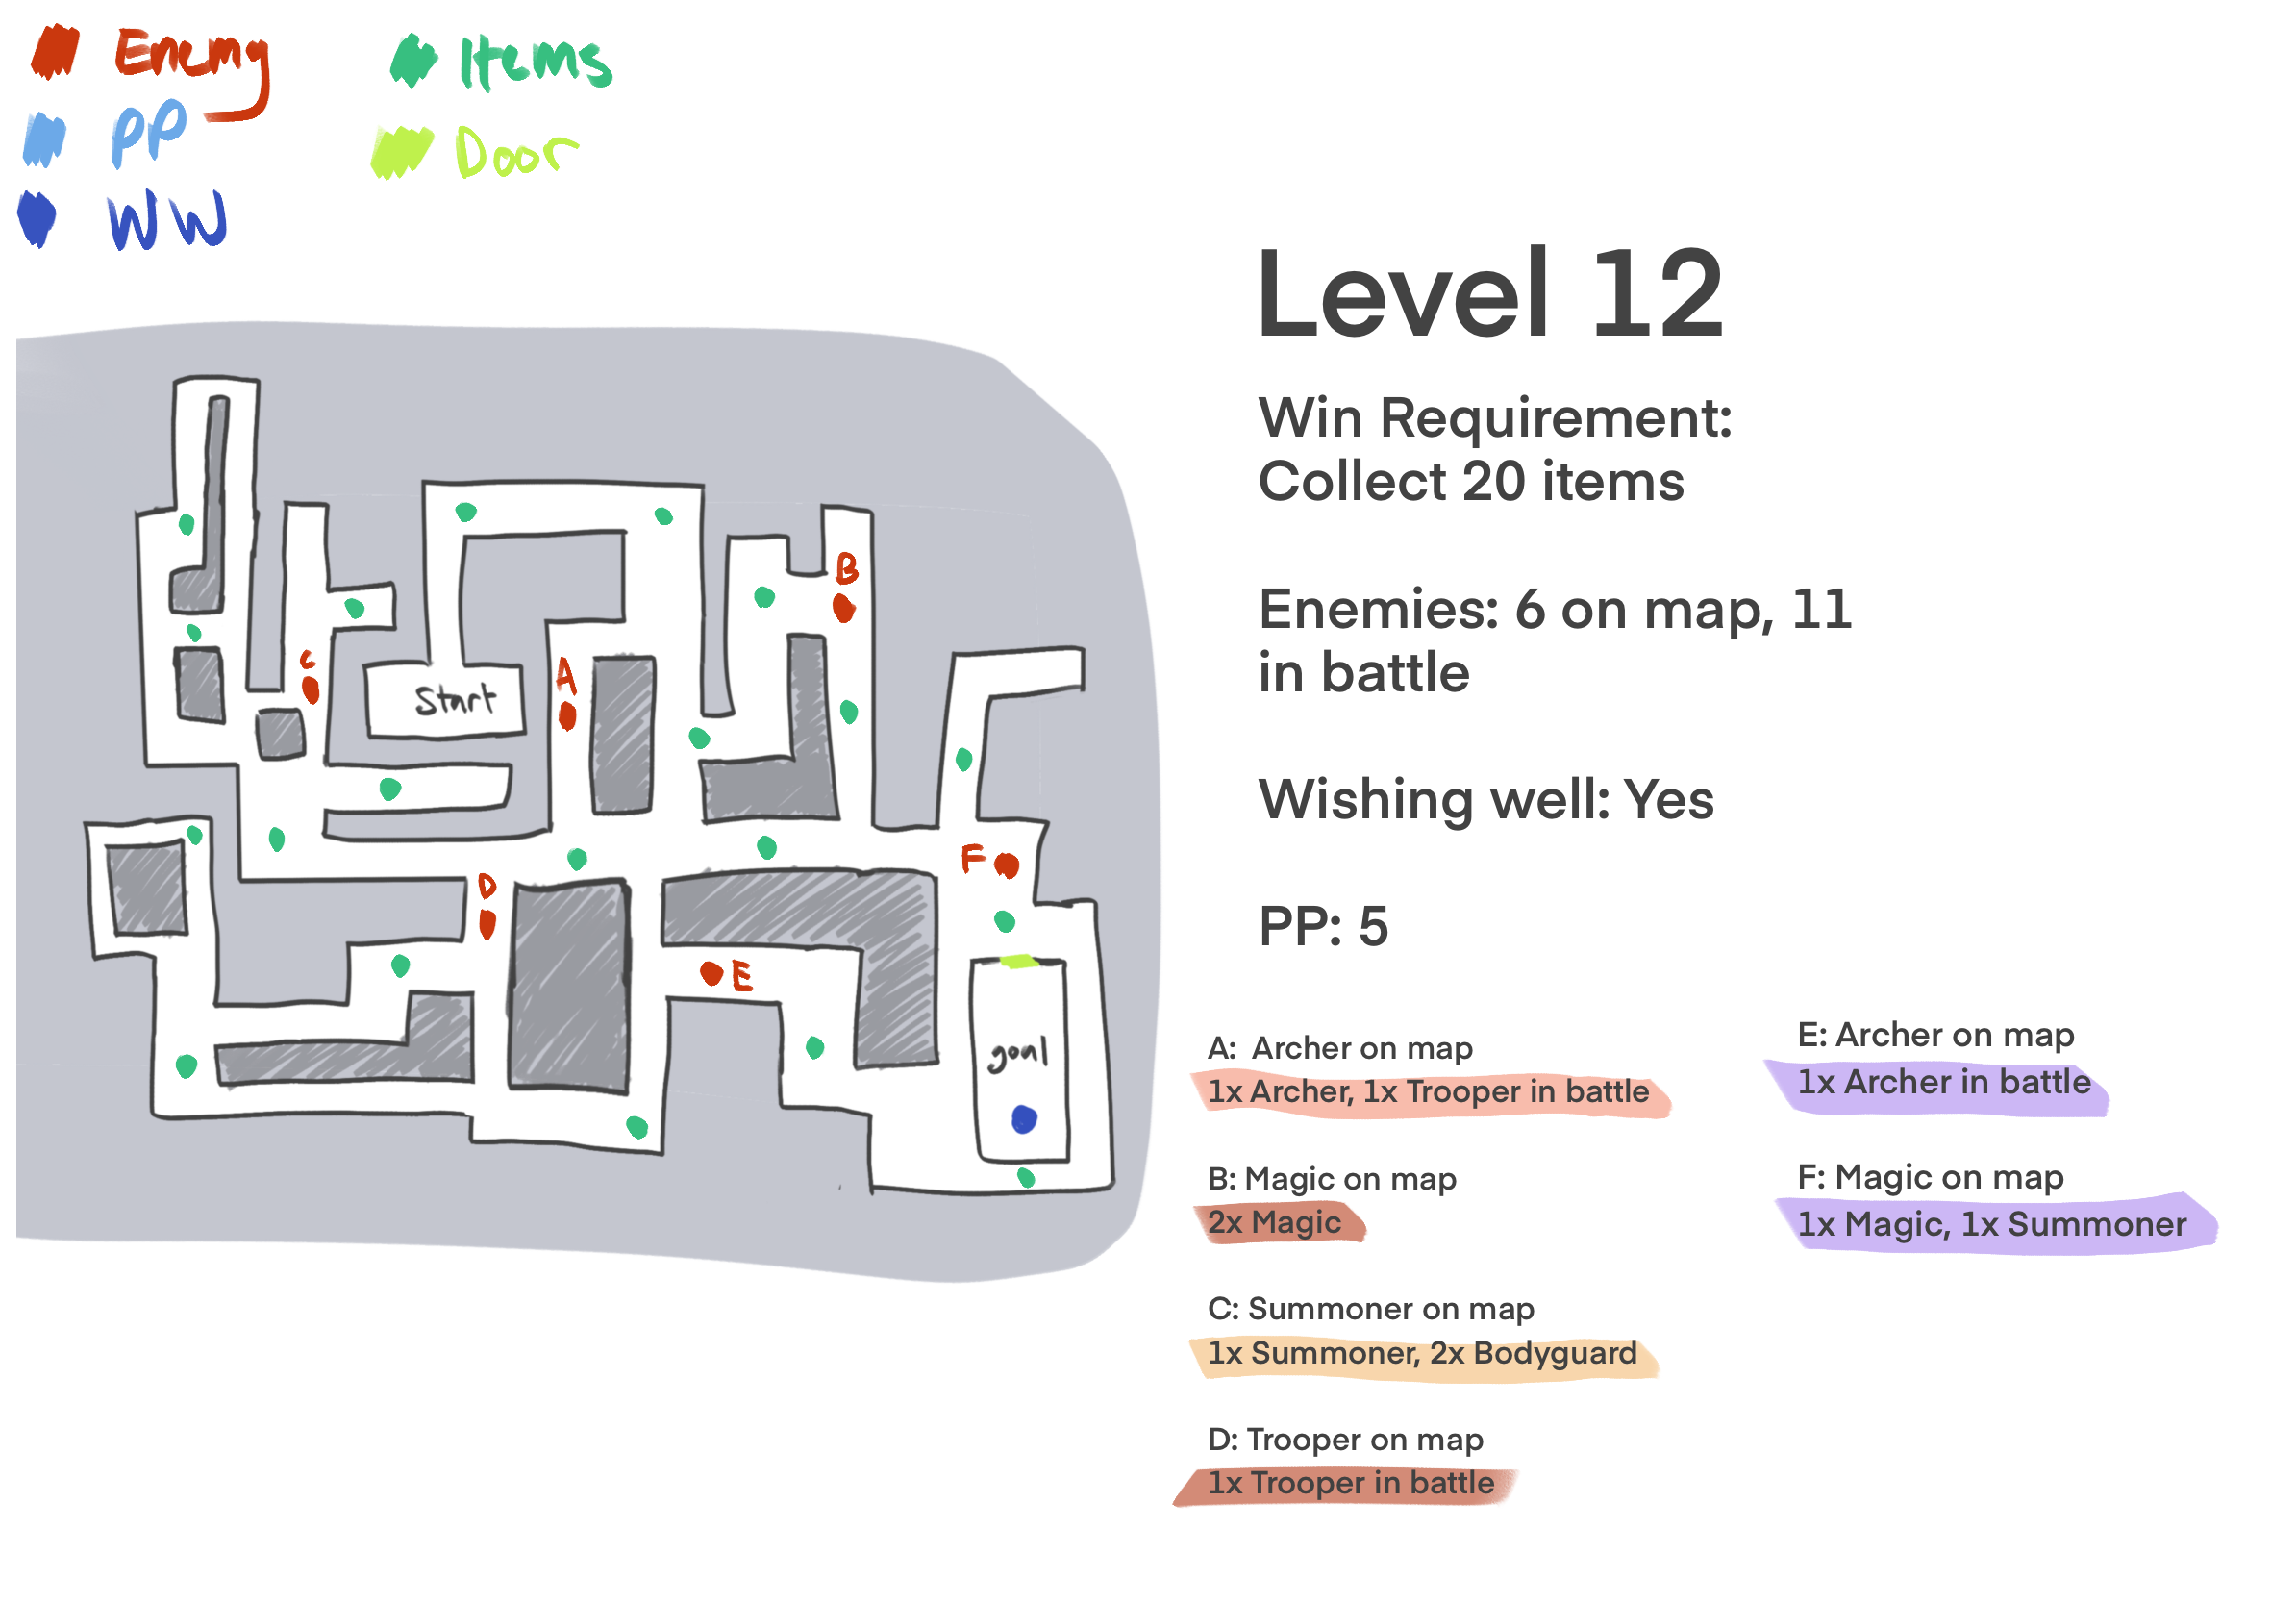 Enemy
Items
PP
Door
WW
Level 12
Win Requirement:
Collect 20 items
Enemies: 6 on map, 11
in battle
Wishing well: Yes
PP: 5
B
C
A
Start
F
D
E
goal
A: Archer on map
1x Archer, 1x Trooper in battle
B: Magic on map
2x Magic
C: Summoner on map
1x Summoner, 2x Bodyguard
D: Trooper on map
1x Trooper in battle
E: Archer on map
1x Archer in battle
F: Magic on map
1x Magic, 1x Summoner